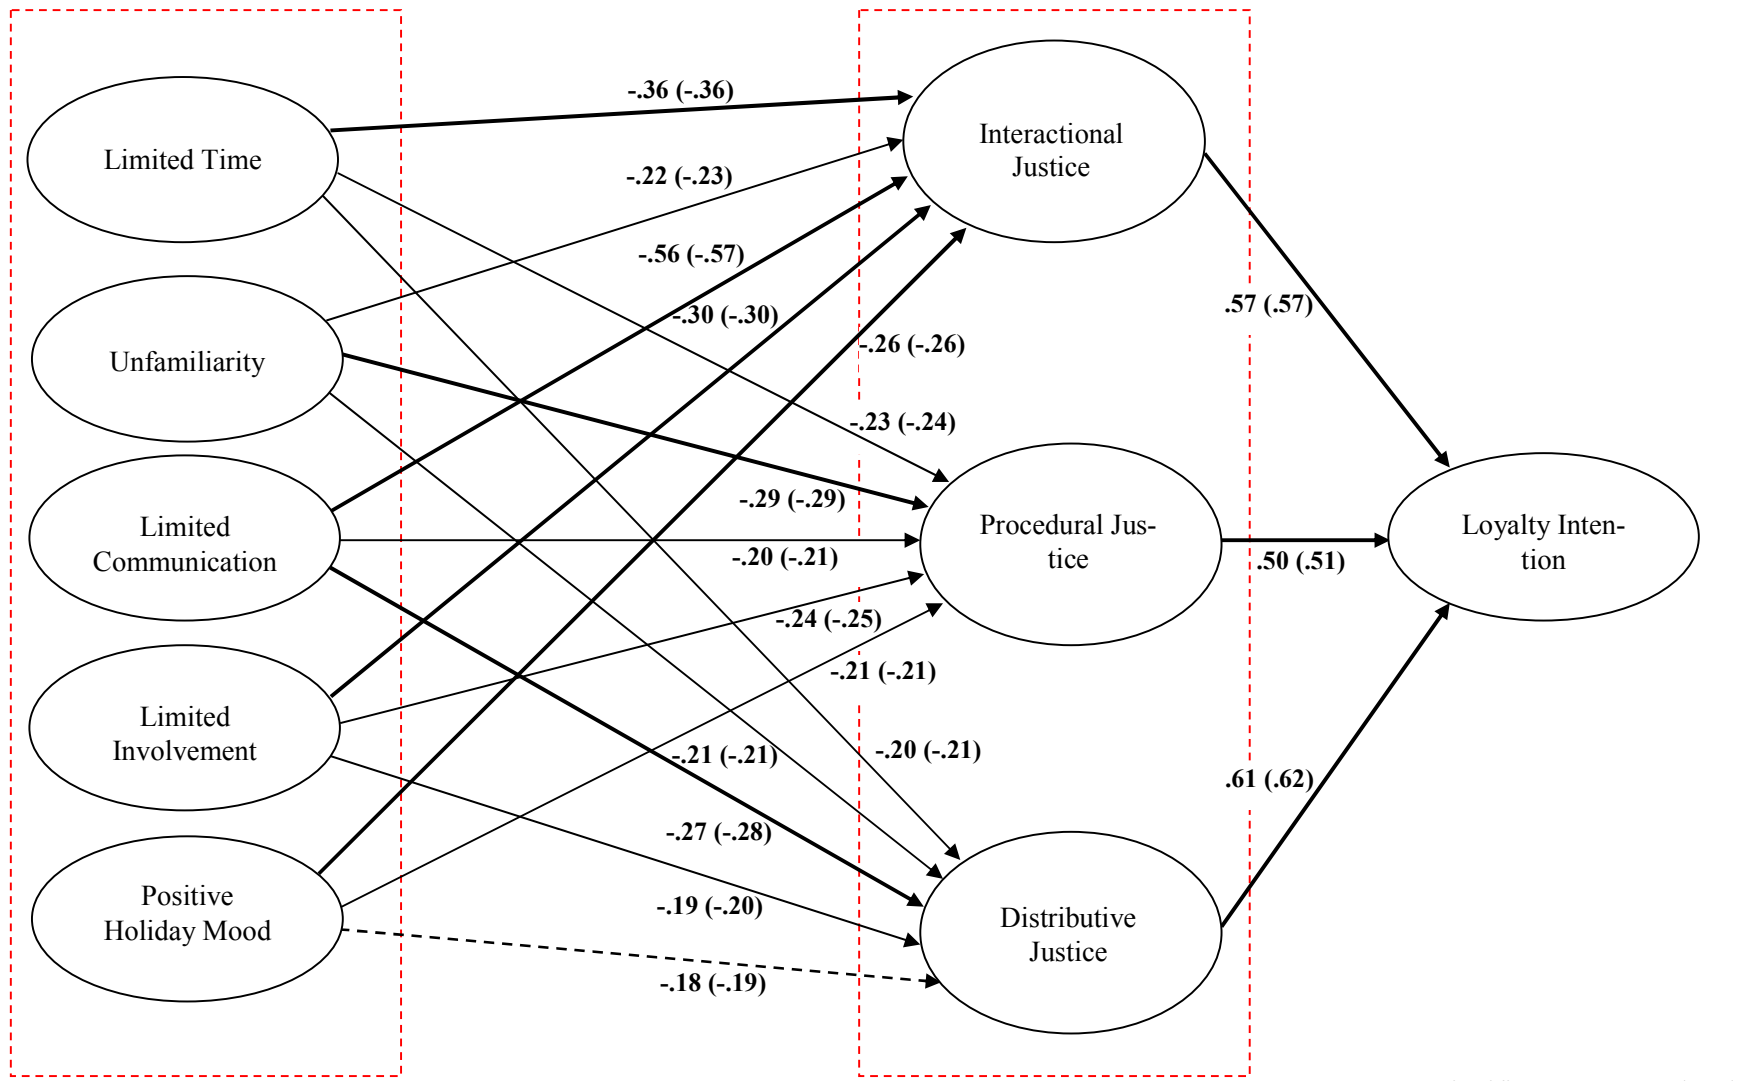 Limited Time
Unfamiliarity
Limited
Communication
Limited
Involvement
Positive
Holiday Mood
-.36 (-.36)
-.22 (-.23)
-.56 (-.57)
-.30 (-.30)
-.26 (-.26)
-.23 (-.24)
-.29 (-.29)
-.20 (-.21)
-.24 (-.25)
-.21 (-.21)
-.21 (-.21)
-.20 (-.21)
-.27 (-.28)
-.19 (-.20)
-.18 (-.19)
Interactional
Justice
Procedural Jus-
tice
Distributive
Justice
.57 (.57)
.50 (.51)
.61 (.62)
Loyalty Inten-
tion